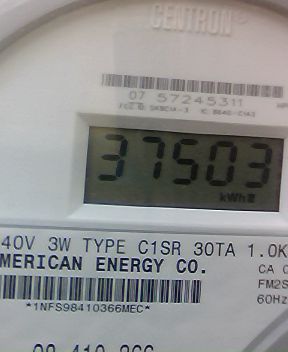 CENTRON®
07 57245311
37503
kWh
40V 3W TYPE C1SR 30TA 1.0K
MERICAN ENERGY CO.
CA 0
FM2S
60Hz
*1NFS98410366MEC*